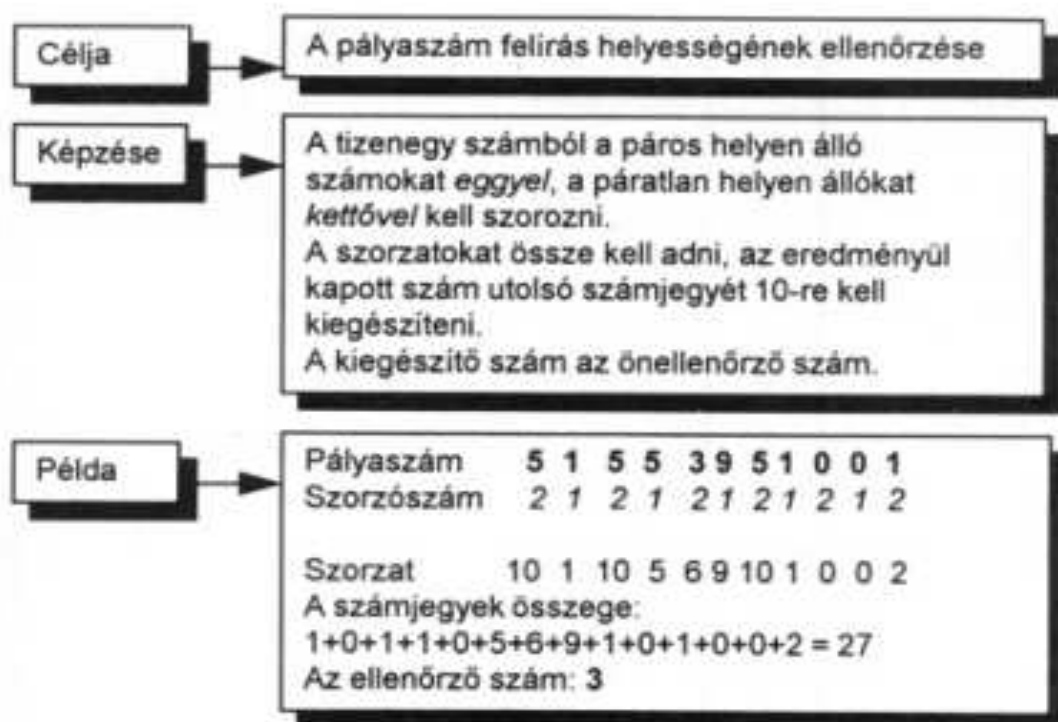 Célja
A pályaszám felirás helyességének ellenőrzése
Képzése
A tizenegy számból a páros helyen álló
számokat eggyel, a páratlan helyen állókat
kettővel kell szorozni.
A szorzatokat össze kell adni, az eredményül
kapott szám utolsó számjegyét 10-re kell
kiegészíteni.
A kiegészítő szám az önellenőrző szám.
Példa
Pályaszám 5 1 5 5 3 9 5 1 0 0 1
Szorzószám 2 1 2 1 2 1 2 1 2 1 2
Szorzat 10 1 10 5 6 9 10 1 0 0 2
A számjegyek összege:
1+0+1+1+0+5+6+9+1+0+1+0+0+2 = 27
Az ellenőrző szám: 3